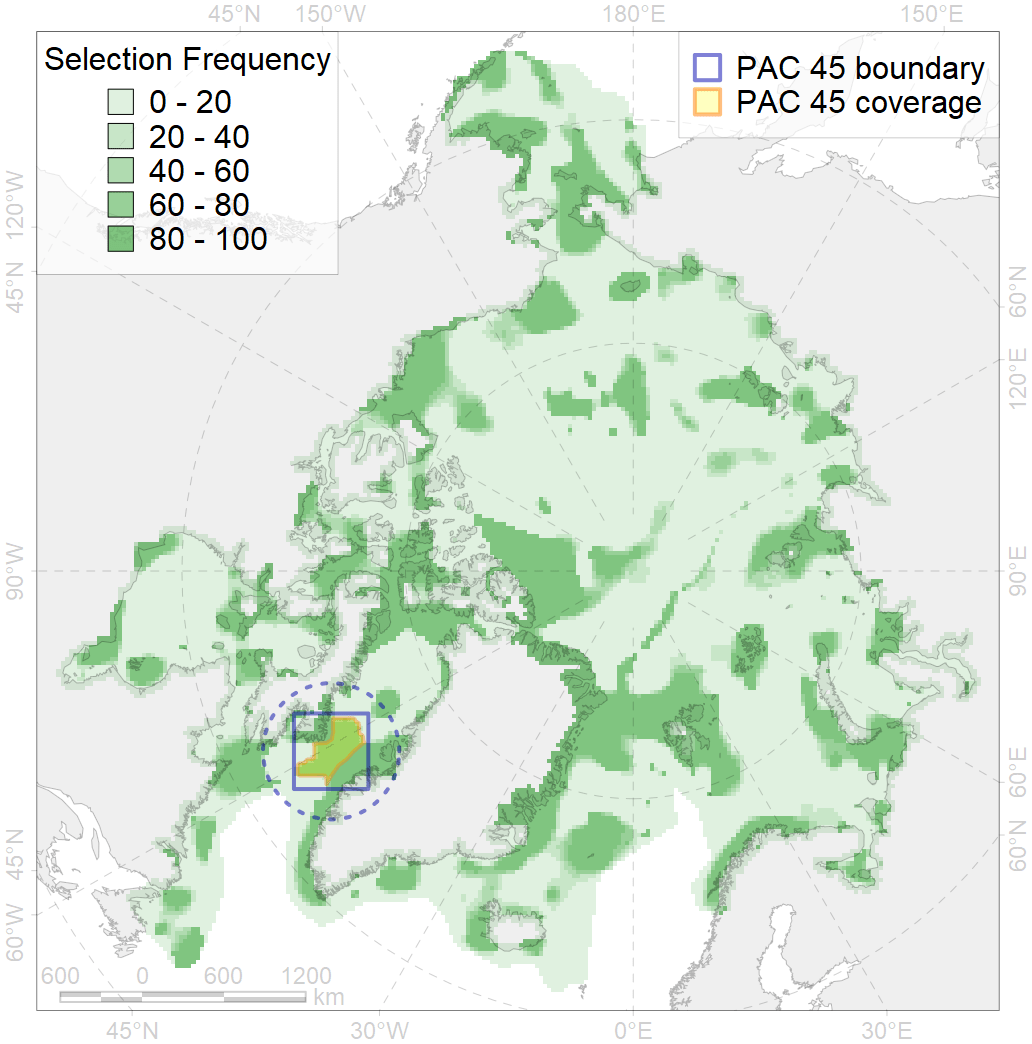 45°N 150°W 180°E 150°E
Selection Frequency
0 - 20
20 - 40
40 - 60
60 - 80
80 - 100
PAC 45 boundary
PAC 45 coverage
120°W
45°N
90°W
45°N
60°W
60°N
120°E
90°E
60°E
60°N
600 0 600 1200
km
45°N 30°W 0°E 30°E